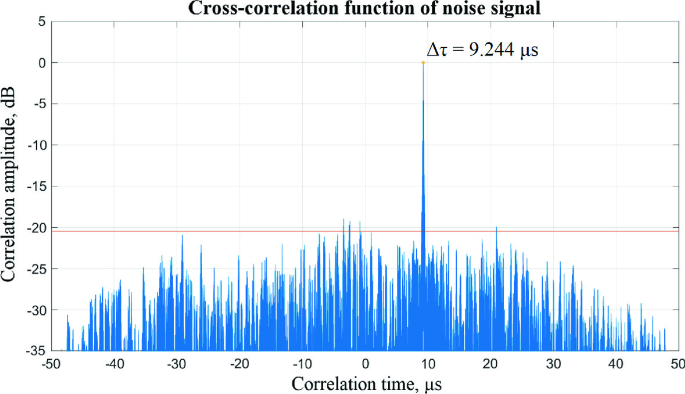 Cross-correlation function of noise signal
5
0
-5
-10
-15
-20
-25
-30
-35
Correlation amplitude, dB
Δτ = 9.244 μs
-50 -40 -30 -20 -10 0 10 20 30 40 50
Correlation time, μs